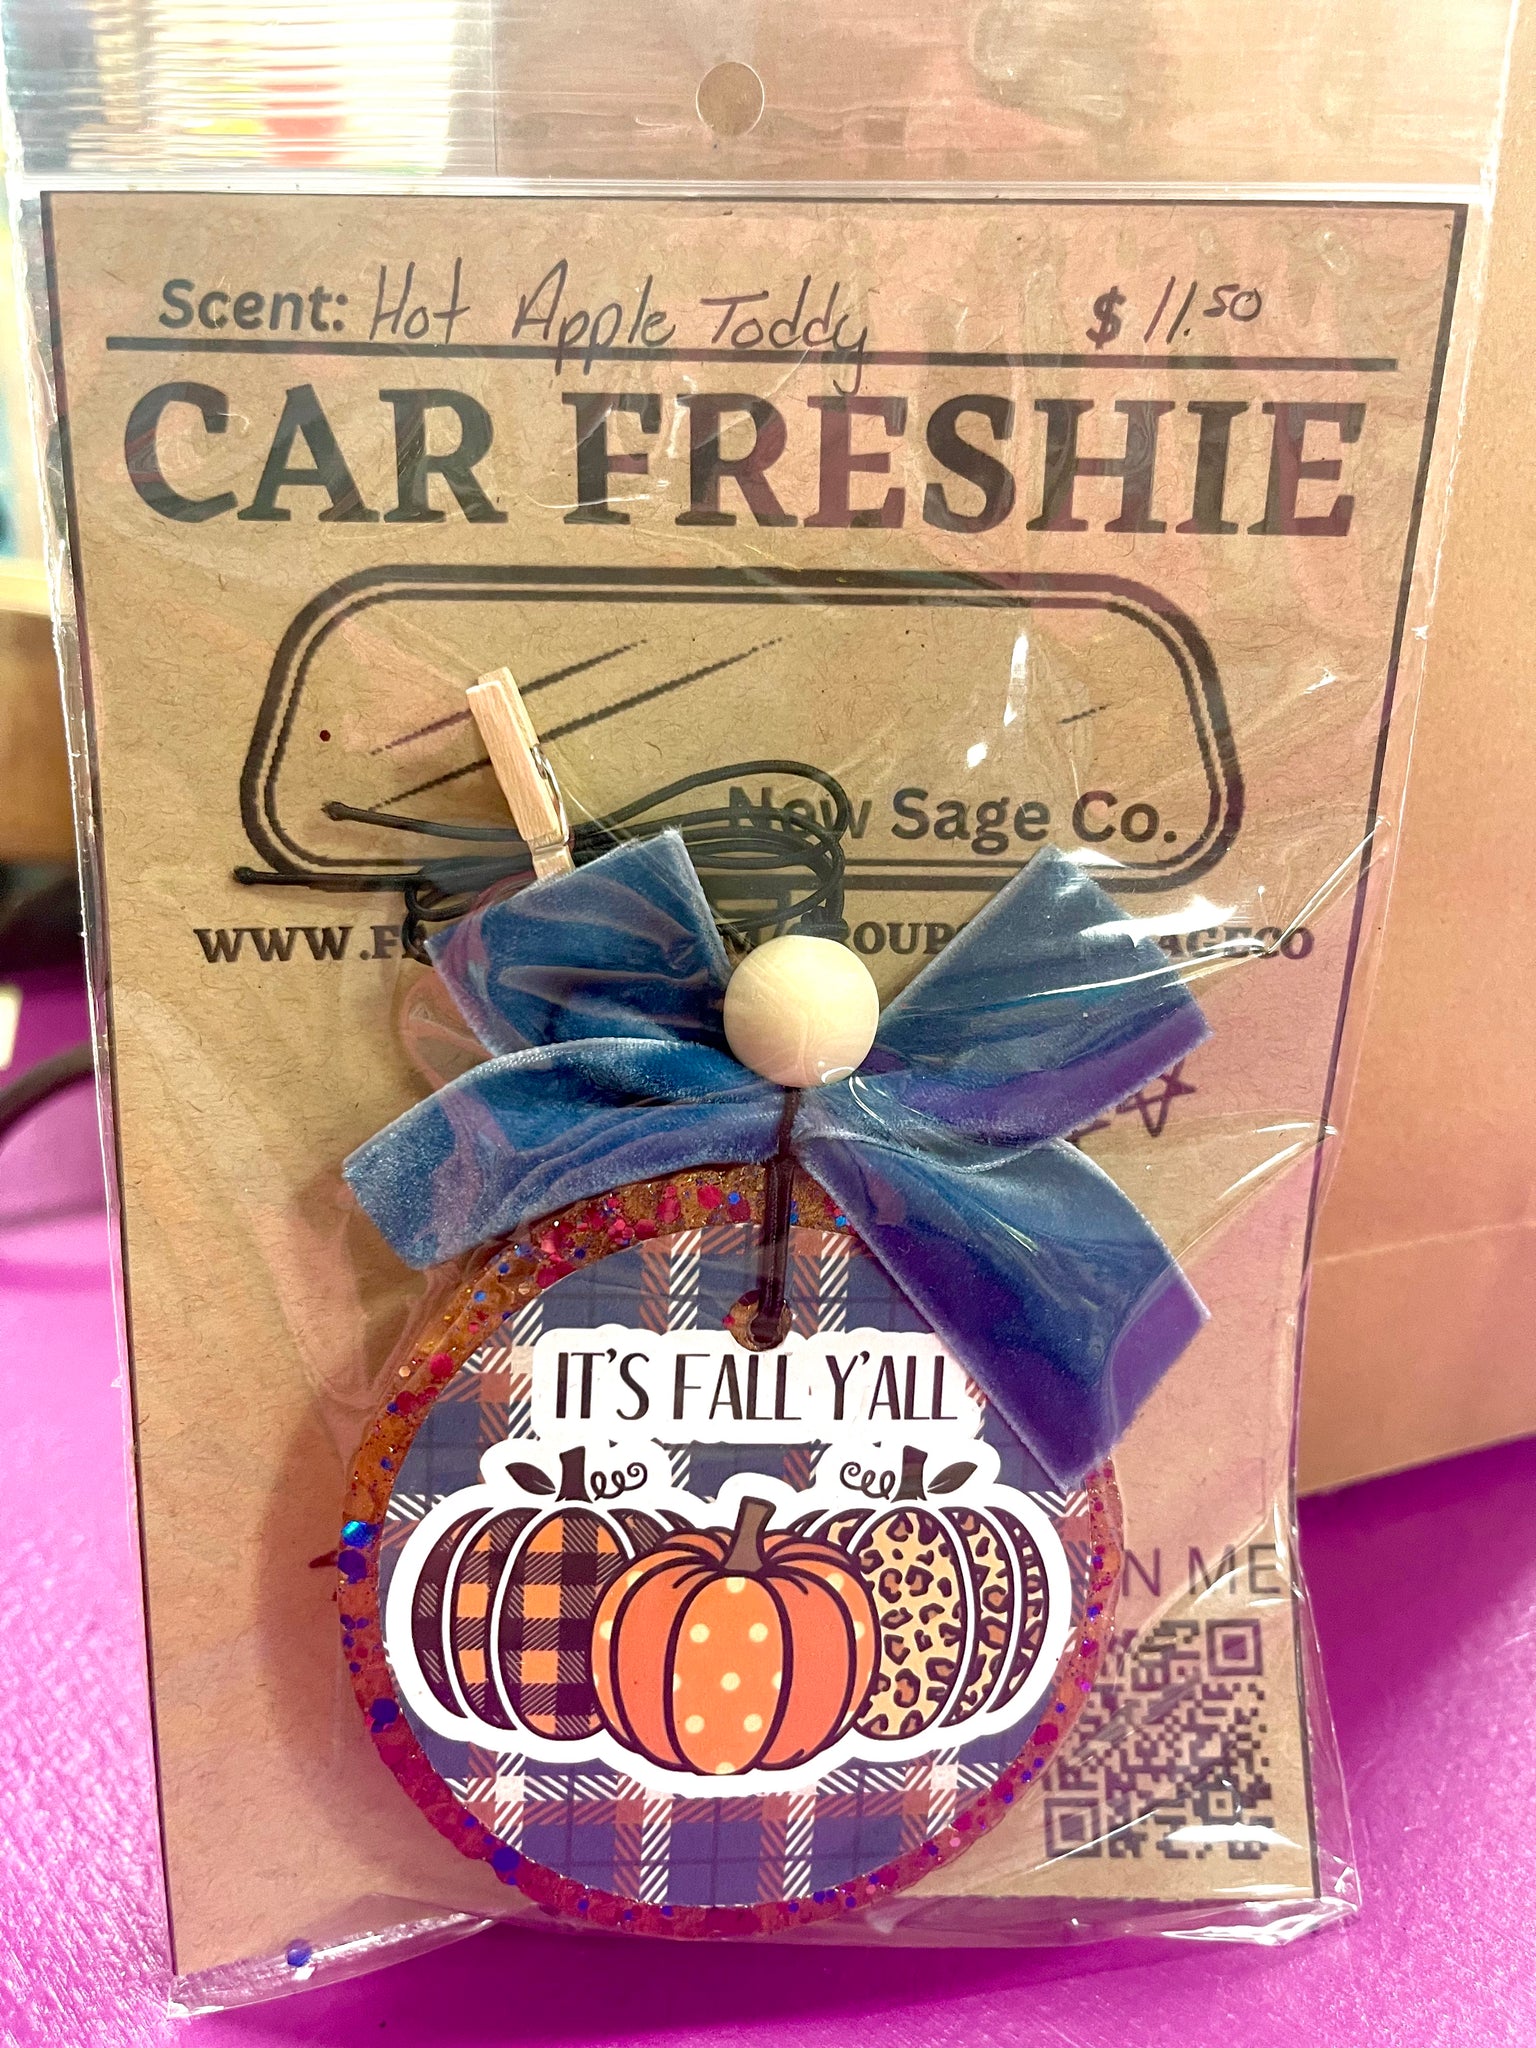 Scent: Hot Apple Toddy $11.50
CAR FRESHIE
New Sage Co.
IT'S FALL Y'ALL